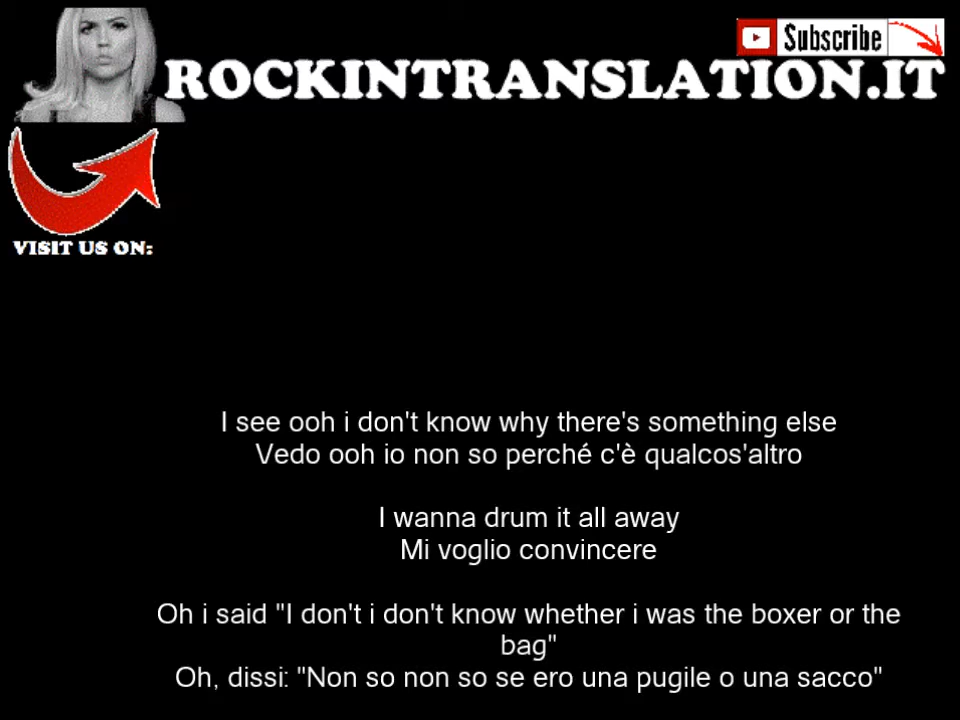 Subscribe
ROCKINTRANSLATION.IT
VISIT US ON:
I see ooh i don't know why there's something else
Vedo ooh io non so perché c'è qualcos'altro
I wanna drum it all away
Mi voglio convincere
Oh i said "I don't i don't know whether i was the boxer or the
bag"
Oh, dissi: "Non so non so se ero una pugile o una sacco"